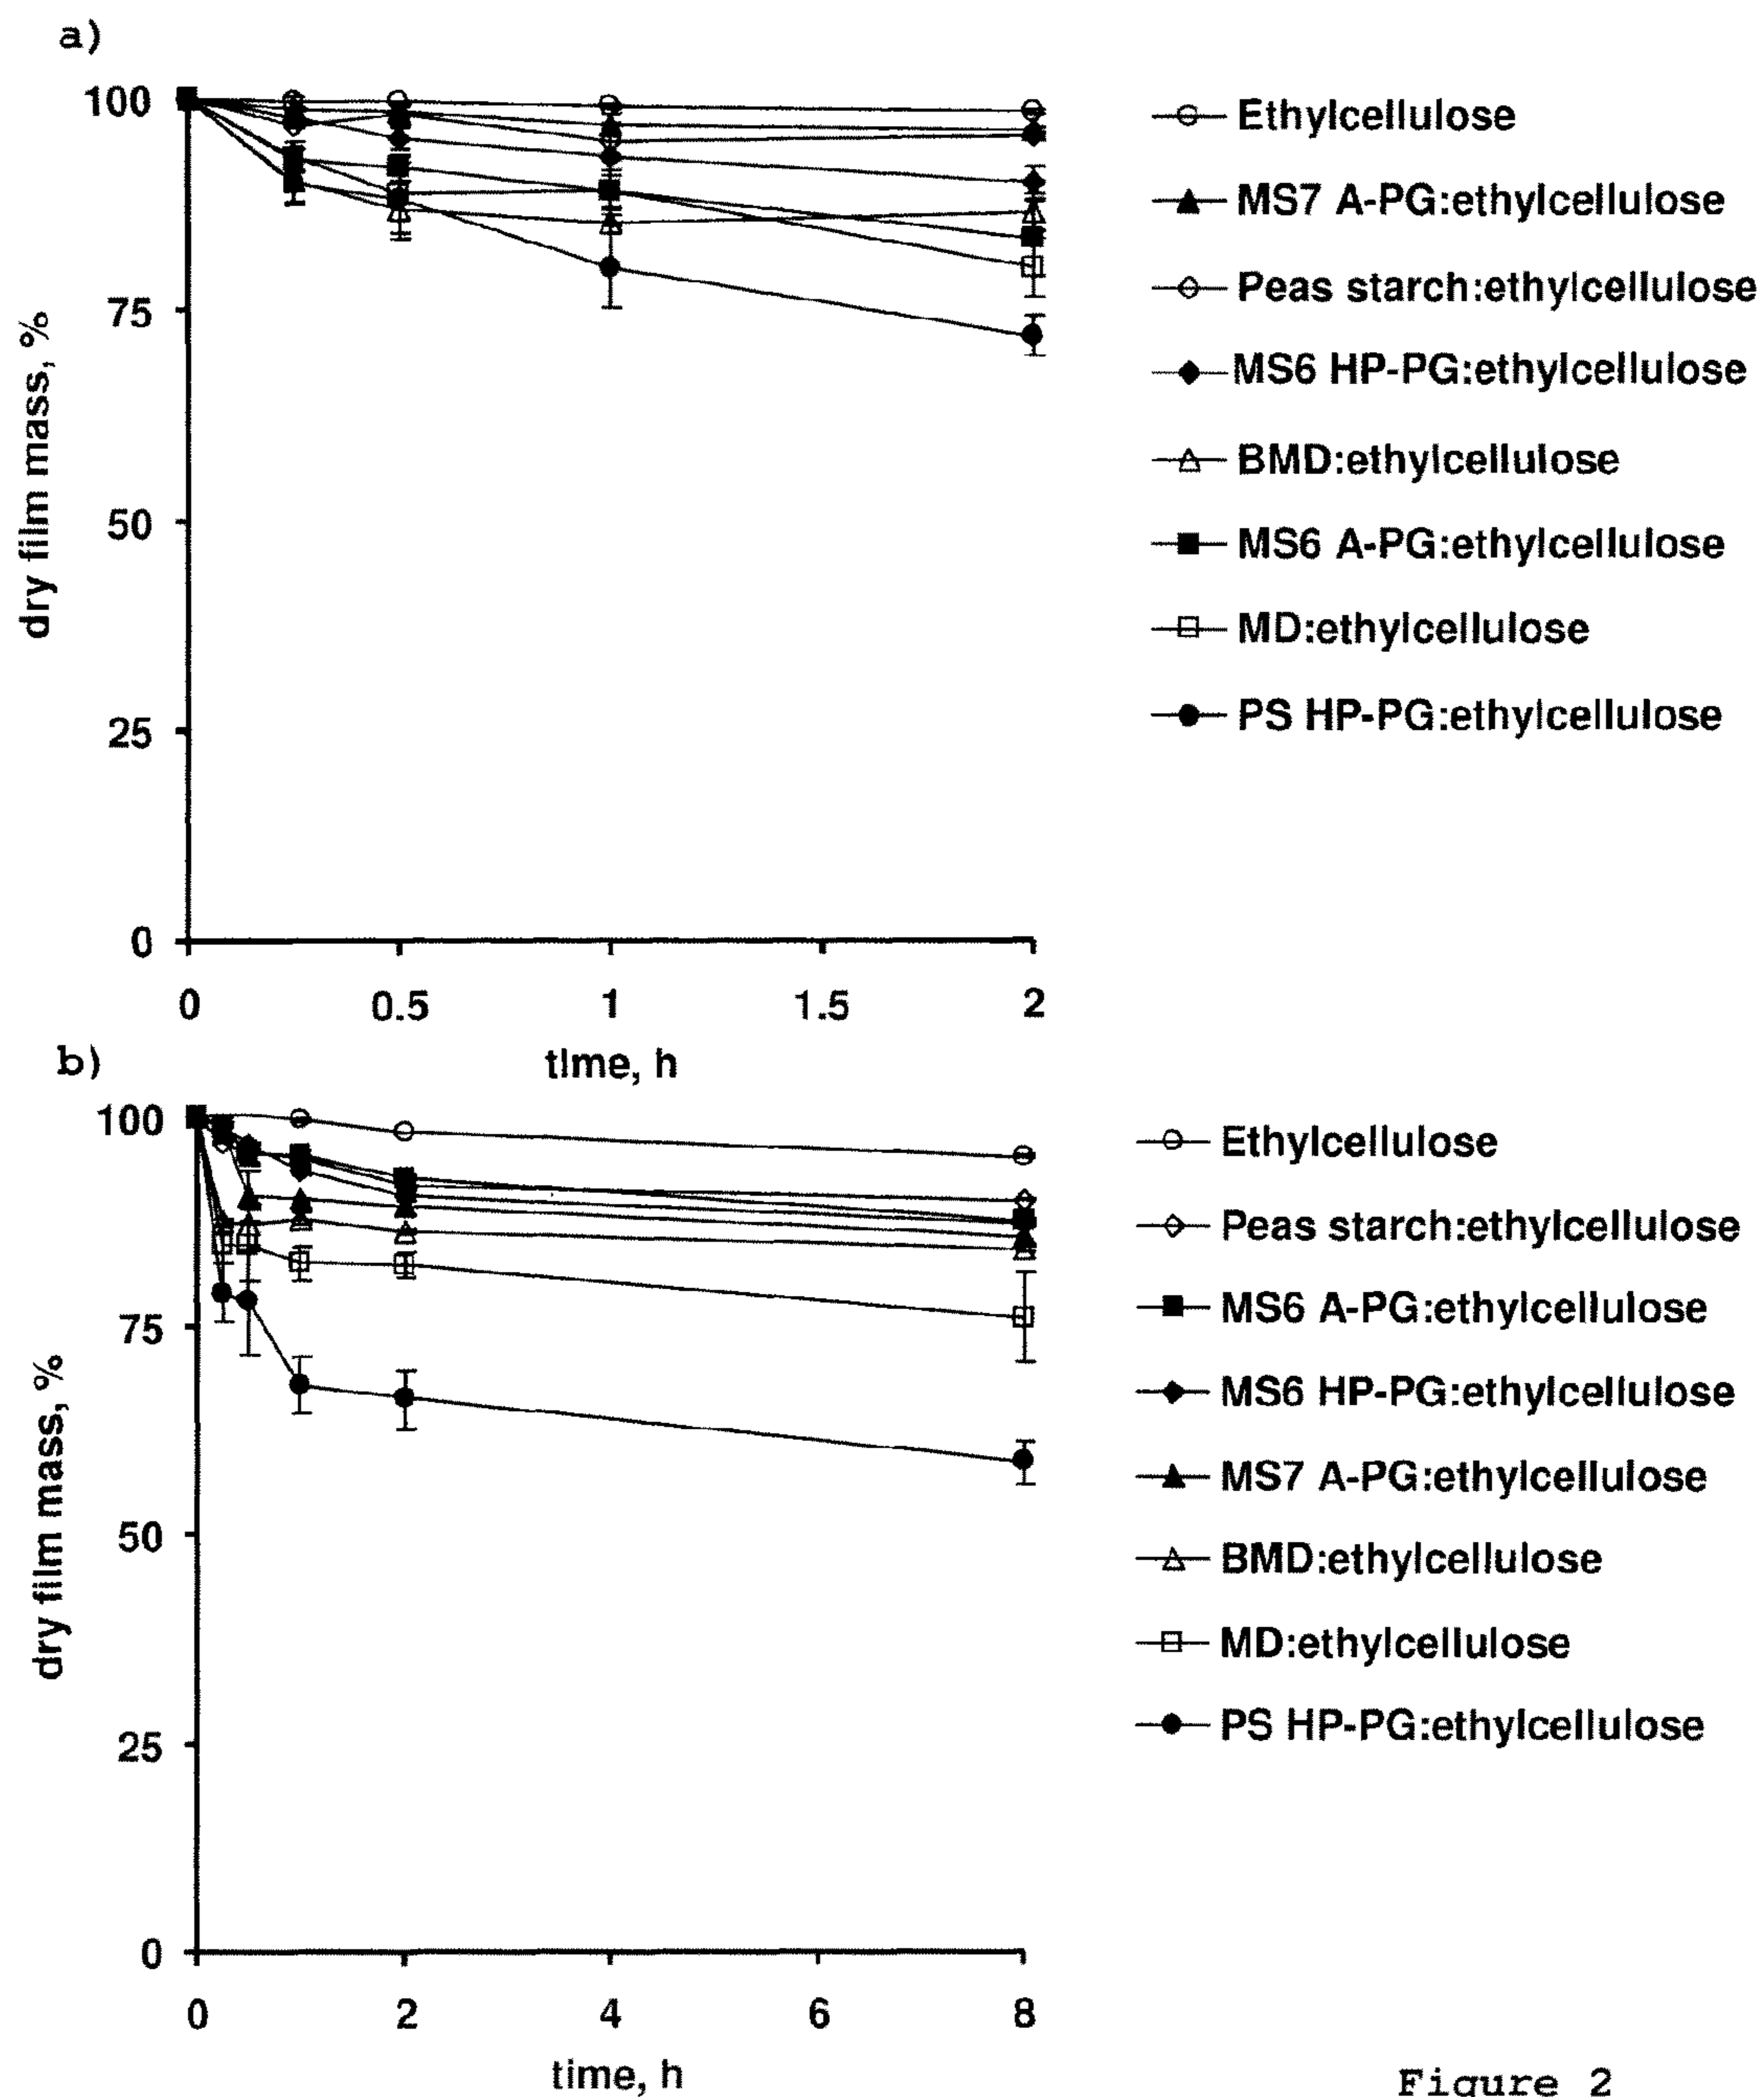 a)
100
75
50
25
0
dry film mass, %
0 0.5 1 1.5 2
time, h
Ethylcellulose
MS7 A-PG:ethylcellulose
Peas starch:ethylcellulose
MS6 HP-PG:ethylcellulose
BMD:ethylcellulose
MS6 A-PG:ethylcellulose
MD:ethylcellulose
PS HP-PG:ethylcellulose
b)
100
75
50
25
0
dry film mass, %
0 2 4 6 8
time, h
Ethylcellulose
Peas starch:ethylcellulose
MS6 A-PG:ethylcellulose
MS6 HP-PG:ethylcellulose
MS7 A-PG:ethylcellulose
BMD:ethylcellulose
MD:ethylcellulose
PS HP-PG:ethylcellulose
Figure 2